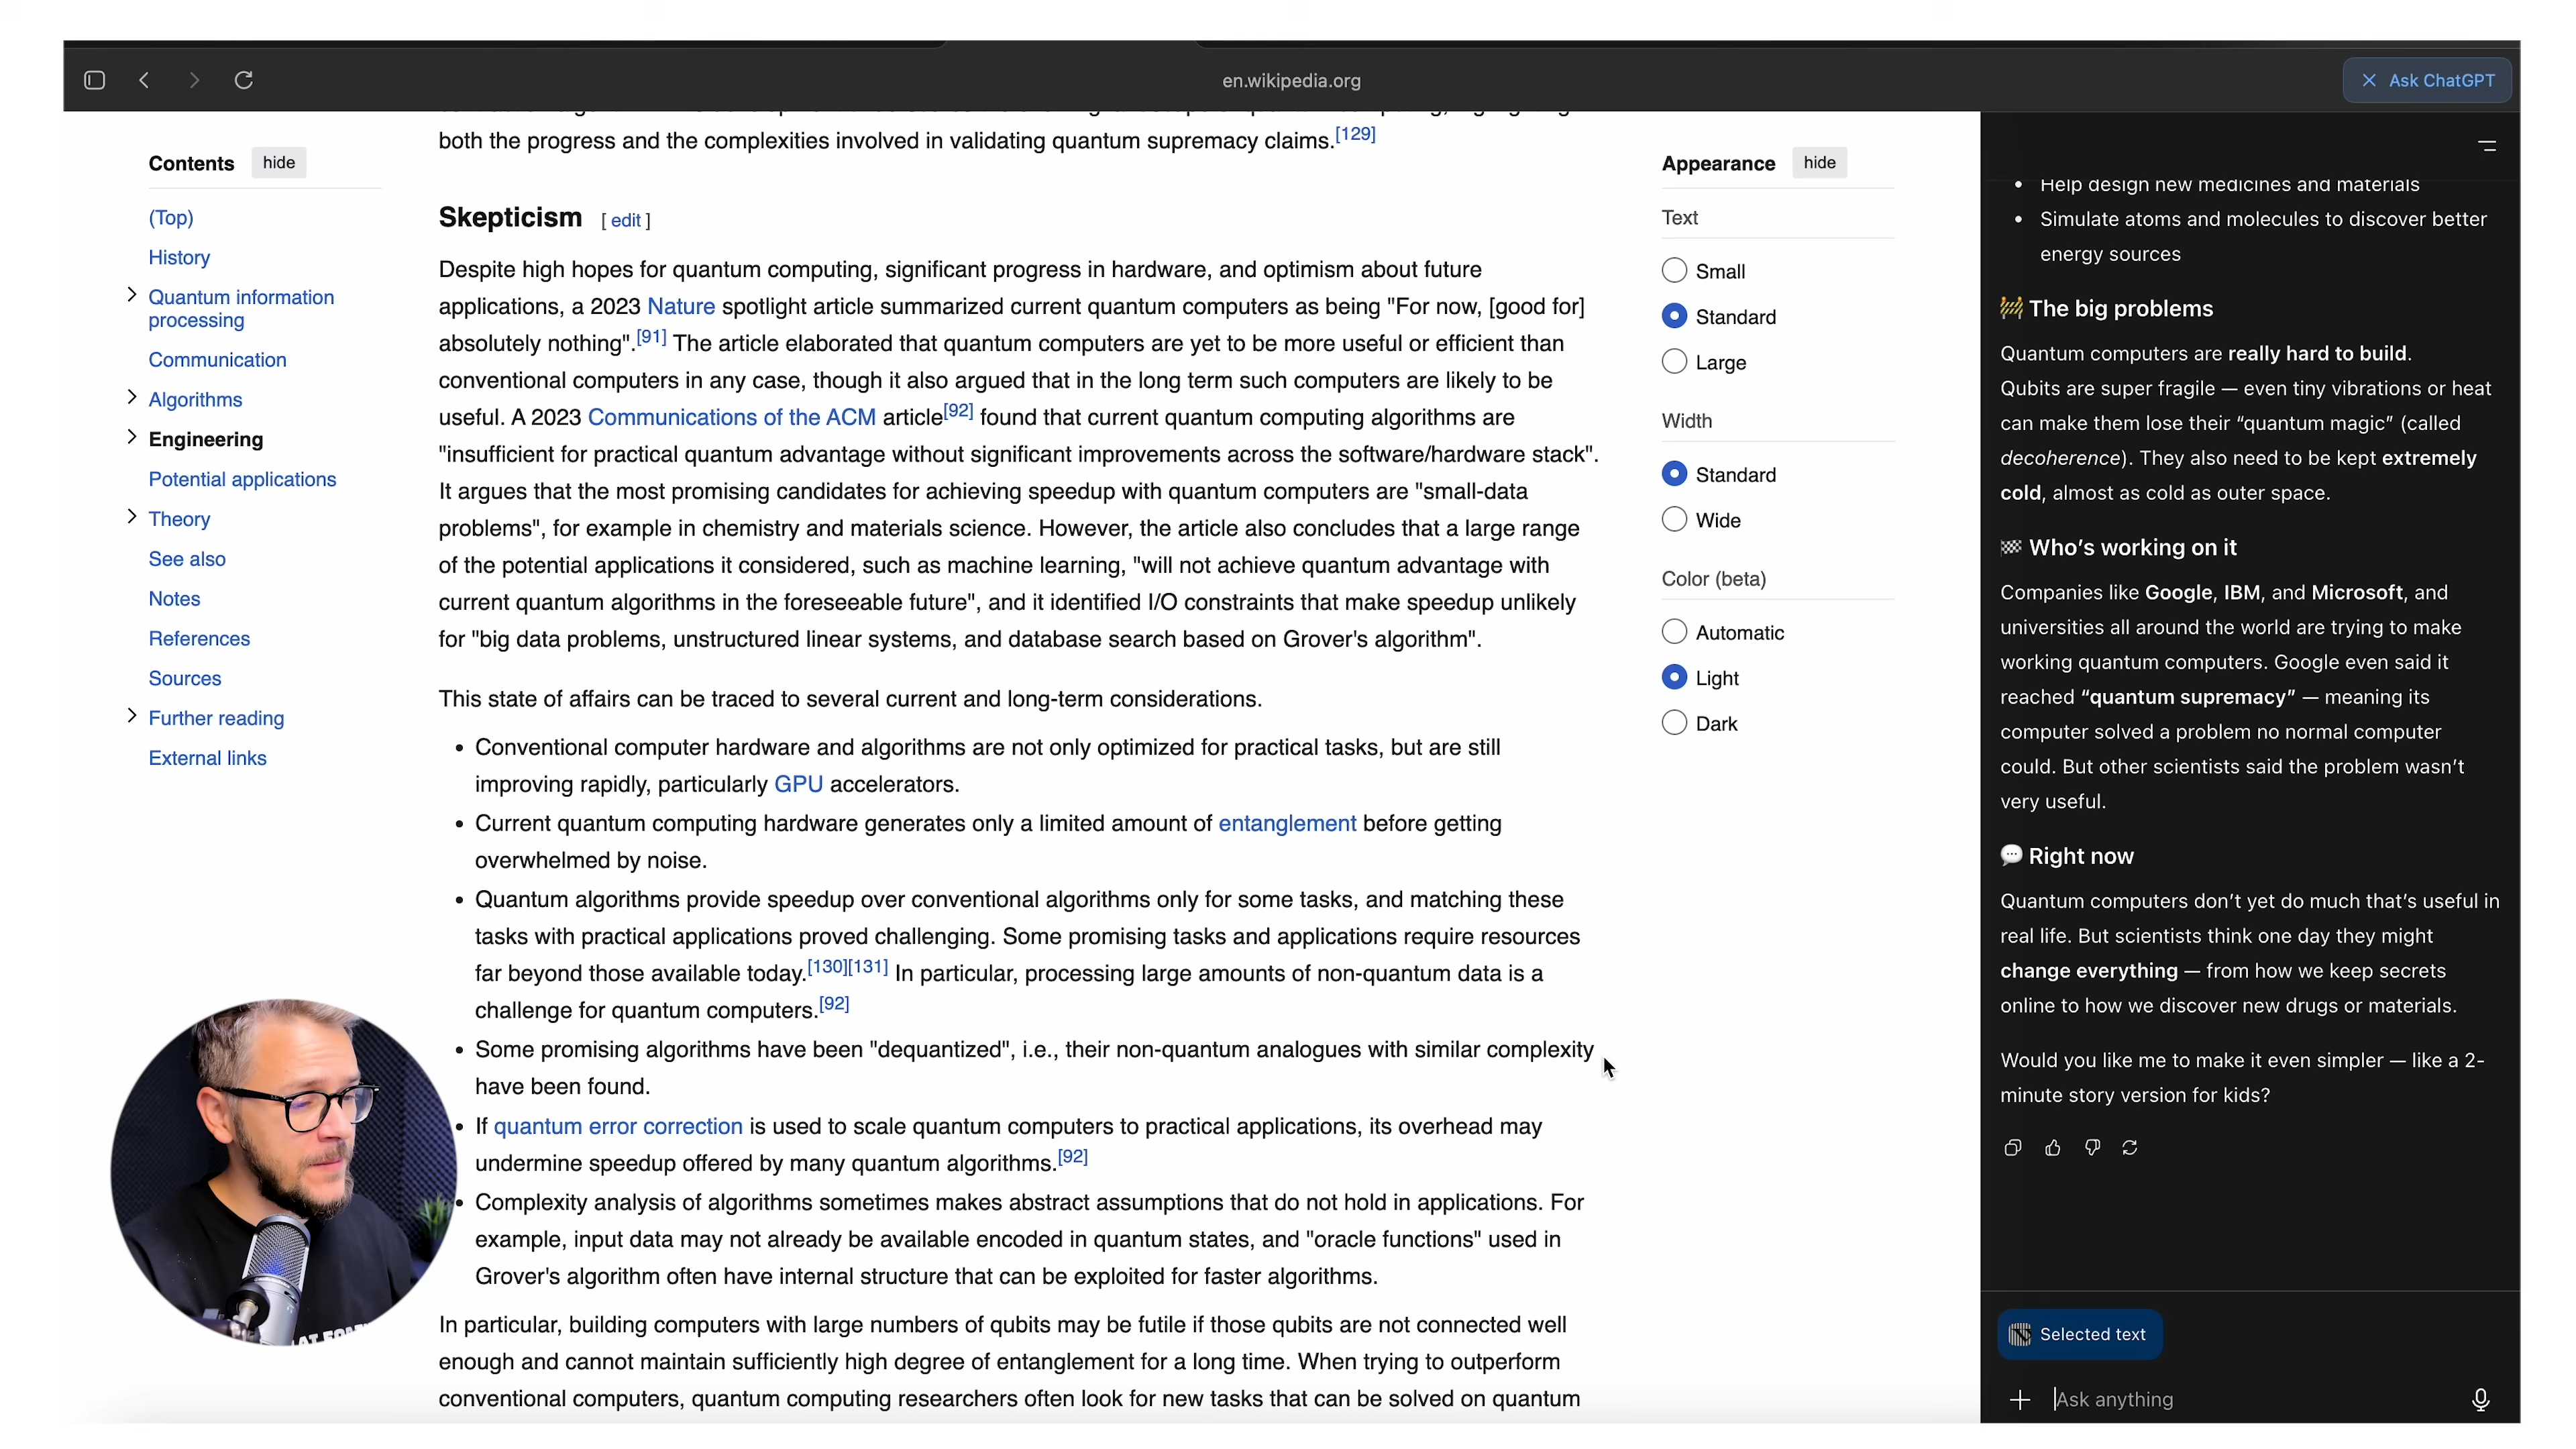 en.wikipedia.org
Ask ChatGPT
Contents hide
(Top)
History
Quantum information
processing
Communication
Algorithms
Engineering
Potential applications
Theory
See also
Notes
References
Sources
Further reading
External links
both the progress and the complexities involved in validating quantum supremacy claims.[129]
Skepticism [ edit ]
Despite high hopes for quantum computing, significant progress in hardware, and optimism about future
applications, a 2023 Nature spotlight article summarized current quantum computers as being "For now, [good for]
absolutely nothing".[91] The article elaborated that quantum computers are yet to be more useful or efficient than
conventional computers in any case, though it also argued that in the long term such computers are likely to be
useful. A 2023 Communications of the ACM article[92] found that current quantum computing algorithms are
"insufficient for practical quantum advantage without significant improvements across the software/hardware stack".
It argues that the most promising candidates for achieving speedup with quantum computers are "small-data
problems", for example in chemistry and materials science. However, the article also concludes that a large range
of the potential applications it considered, such as machine learning, "will not achieve quantum advantage with
current quantum algorithms in the foreseeable future", and it identified I/O constraints that make speedup unlikely
for "big data problems, unstructured linear systems, and database search based on Grover's algorithm".
This state of affairs can be traced to several current and long-term considerations.
• Conventional computer hardware and algorithms are not only optimized for practical tasks, but are still
improving rapidly, particularly GPU accelerators.
• Current quantum computing hardware generates only a limited amount of entanglement before getting
overwhelmed by noise.
• Quantum algorithms provide speedup over conventional algorithms only for some tasks, and matching these
tasks with practical applications proved challenging. Some promising tasks and applications require resources
far beyond those available today.[130][131] In particular, processing large amounts of non-quantum data is a
challenge for quantum computers.[92]
• Some promising algorithms have been "dequantized", i.e., their non-quantum analogues with similar complexity
have been found.
• If quantum error correction is used to scale quantum computers to practical applications, its overhead may
undermine speedup offered by many quantum algorithms.[92]
• Complexity analysis of algorithms sometimes makes abstract assumptions that do not hold in applications. For
example, input data may not already be available encoded in quantum states, and "oracle functions" used in
Grover's algorithm often have internal structure that can be exploited for faster algorithms.
In particular, building computers with large numbers of qubits may be futile if those qubits are not connected well
enough and cannot maintain sufficiently high degree of entanglement for a long time. When trying to outperform
conventional computers, quantum computing researchers often look for new tasks that can be solved on quantum
Appearance hide
Text
Small
Standard
Large
Width
Standard
Wide
Color (beta)
Automatic
Light
Dark
• Help design new medicines and materials
• Simulate atoms and molecules to discover better
energy sources
🚧 The big problems
Quantum computers are really hard to build.
Qubits are super fragile — even tiny vibrations or heat
can make them lose their “quantum magic” (called
decoherence). They also need to be kept extremely
cold, almost as cold as outer space.
🏁 Who’s working on it
Companies like Google, IBM, and Microsoft, and
universities all around the world are trying to make
working quantum computers. Google even said it
reached “quantum supremacy” — meaning its
computer solved a problem no normal computer
could. But other scientists said the problem wasn’t
very useful.
💬 Right now
Quantum computers don’t yet do much that’s useful in
real life. But scientists think one day they might
change everything — from how we keep secrets
online to how we discover new drugs or materials.
Would you like me to make it even simpler — like a 2-
minute story version for kids?
Selected text
Ask anything